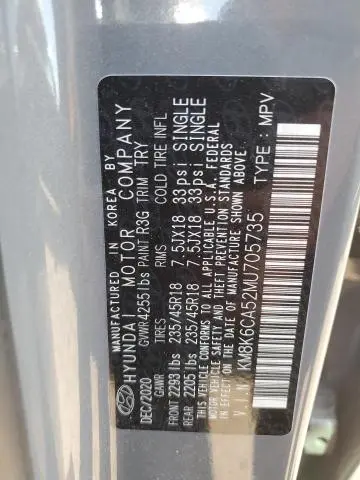 MANUFACTURED IN KOREA BY
HYUNDAI MOTOR COMPANY
DEC/2020 GVWR 4255 lbs PAINT R3G TRIM TRY
GAWR TIRES RIMS COLD TIRE INFL
FRONT 2293 lbs 235/45R18 7.5JX18 33psi SINGLE
REAR 2205 lbs 235/45R18 7.5JX18 33psi SINGLE
THIS VEHICLE CONFORMS TO ALL APPLICABLE U.S.A. FEDERAL
MOTOR VEHICLE SAFETY AND THEFT PREVENTION STANDARDS
IN EFFECT ON THE DATE OF MANUFACTURE SHOWN ABOVE.
V.I.N: KM8K6CA52MU705735 TYPE : MPV